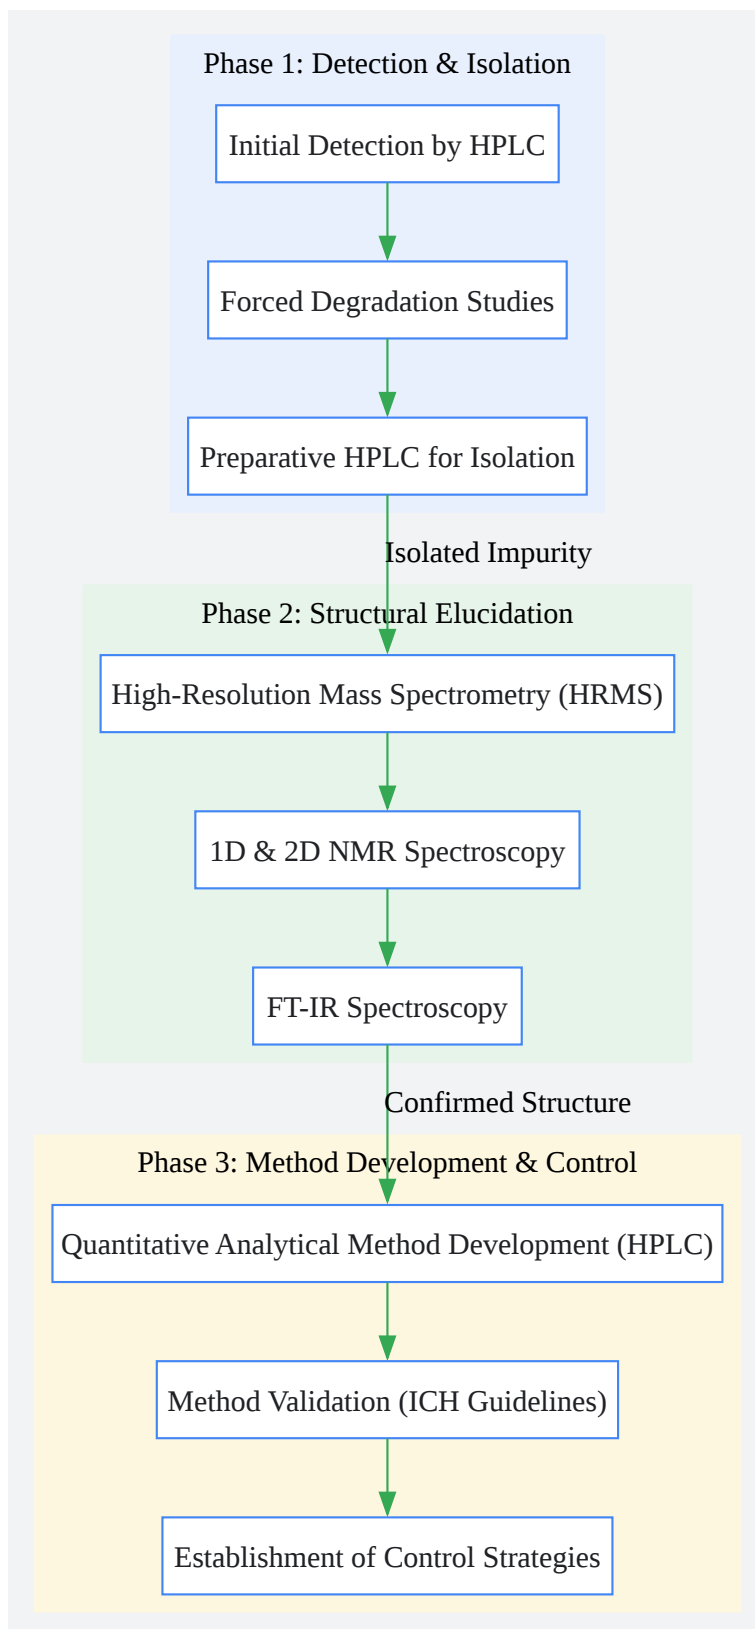 Phase 1: Detection & Isolation
Initial Detection by HPLC
Forced Degradation Studies
Preparative HPLC for Isolation
Isolated Impurity
Phase 2: Structural Elucidation
High-Resolution Mass Spectrometry (HRMS)
1D & 2D NMR Spectroscopy
FT-IR Spectroscopy
Confirmed Structure
Phase 3: Method Development & Control
Quantitative Analytical Method Development (HPLC)
Method Validation (ICH Guidelines)
Establishment of Control Strategies